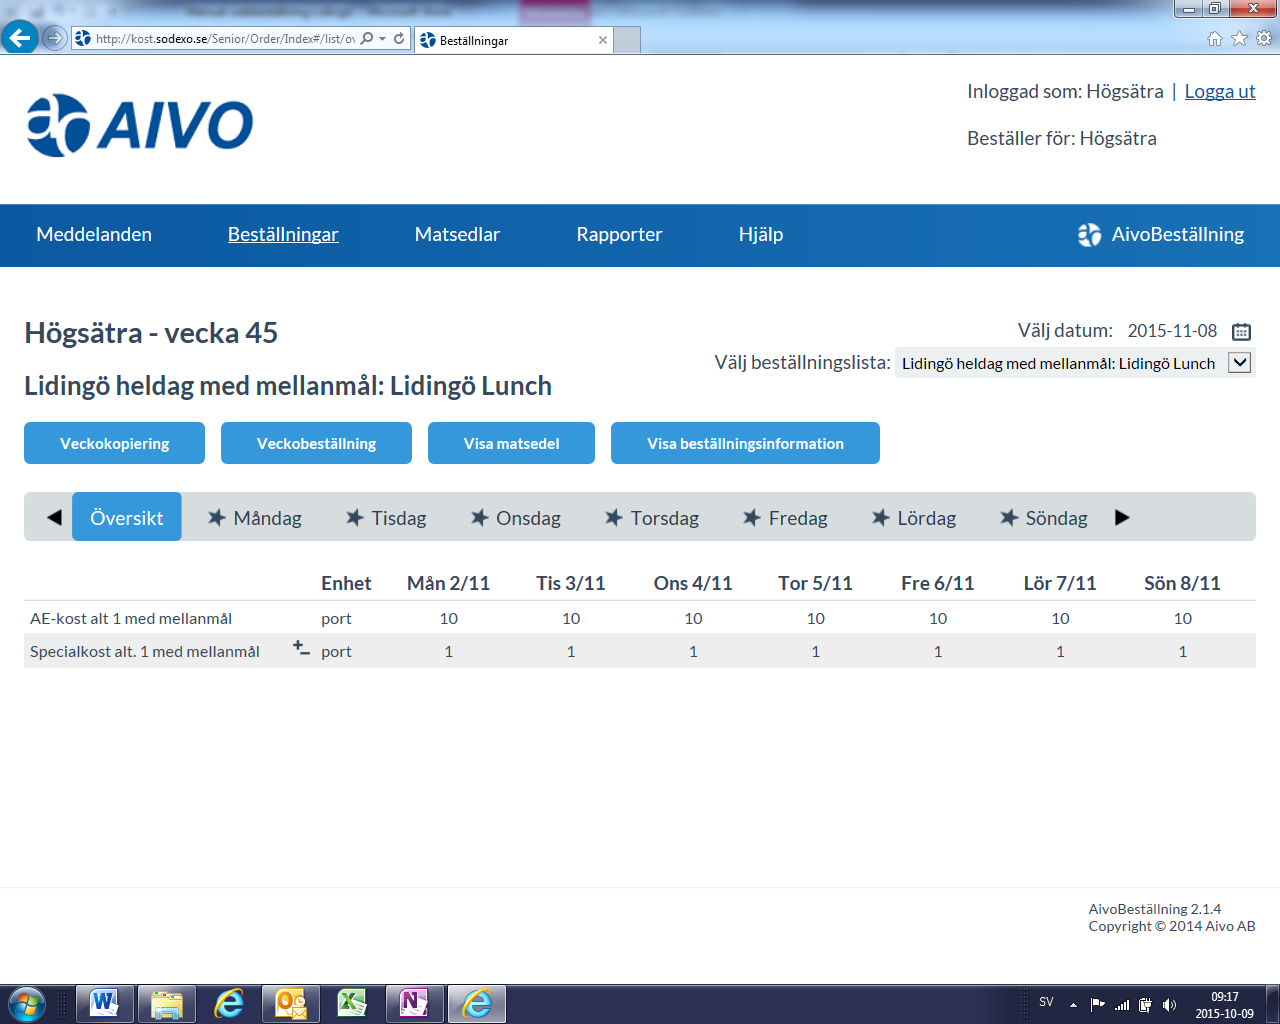 http://kost.sodexo.se/Senior/Order/Index#/list/ov
Beställningar
AIVO
Inloggad som: Högsätra | Logga ut
Beställer för: Högsätra
Meddelanden Beställningar Matsedlar Rapporter Hjälp AivoBeställning
Högsätra - vecka 45
Välj datum: 2015-11-08
Välj beställningslista: Lidingö heldag med mellanmål: Lidingö Lunch
Lidingö heldag med mellanmål: Lidingö Lunch
Veckokopiering Veckobeställning Visa matsedel Visa beställningsinformation
Översikt Måndag Tisdag Onsdag Torsdag Fredag Lördag Söndag
Enhet Mån 2/11 Tis 3/11 Ons 4/11 Tor 5/11 Fre 6/11 Lör 7/11 Sön 8/11
AE-kost alt 1 med mellanmål port 10 10 10 10 10 10 10
Specialkost alt. 1 med mellanmål port 1 1 1 1 1 1 1
AivoBeställning 2.1.4
Copyright © 2014 Aivo AB
SV
09:17
2015-10-09